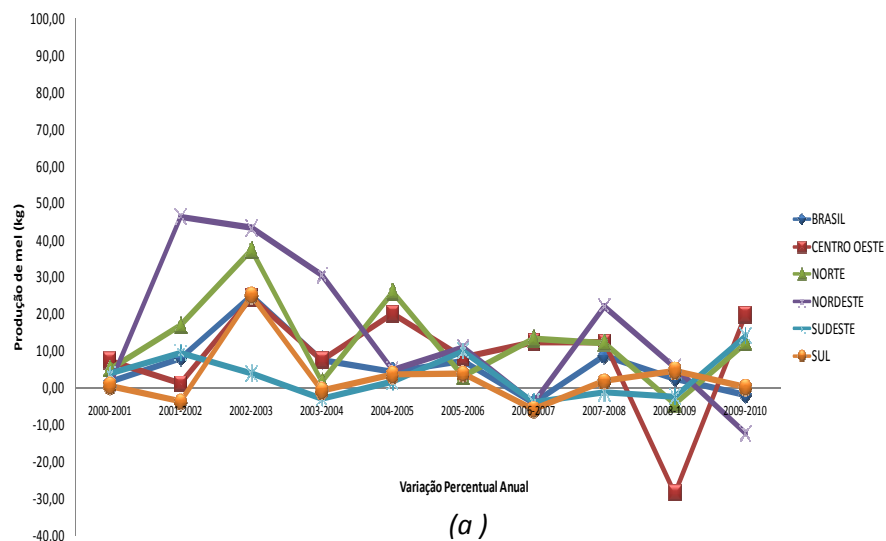 100,00
90,00
80,00
70,00
60,00
50,00
40,00
30,00
20,00
10,00
0,00
-10,00
-20,00
-30,00
-40,00
Produção de mel (kg)
2000-2001 2001-2002 2002-2003 2003-2004 2004-2005 2005-2006 2006-2007 2007-2008 2008-1009 2009-2010
Variação Percentual Anual
(a )
BRASIL
CENTRO OESTE
NORTE
NORDESTE
SUDESTE
SUL